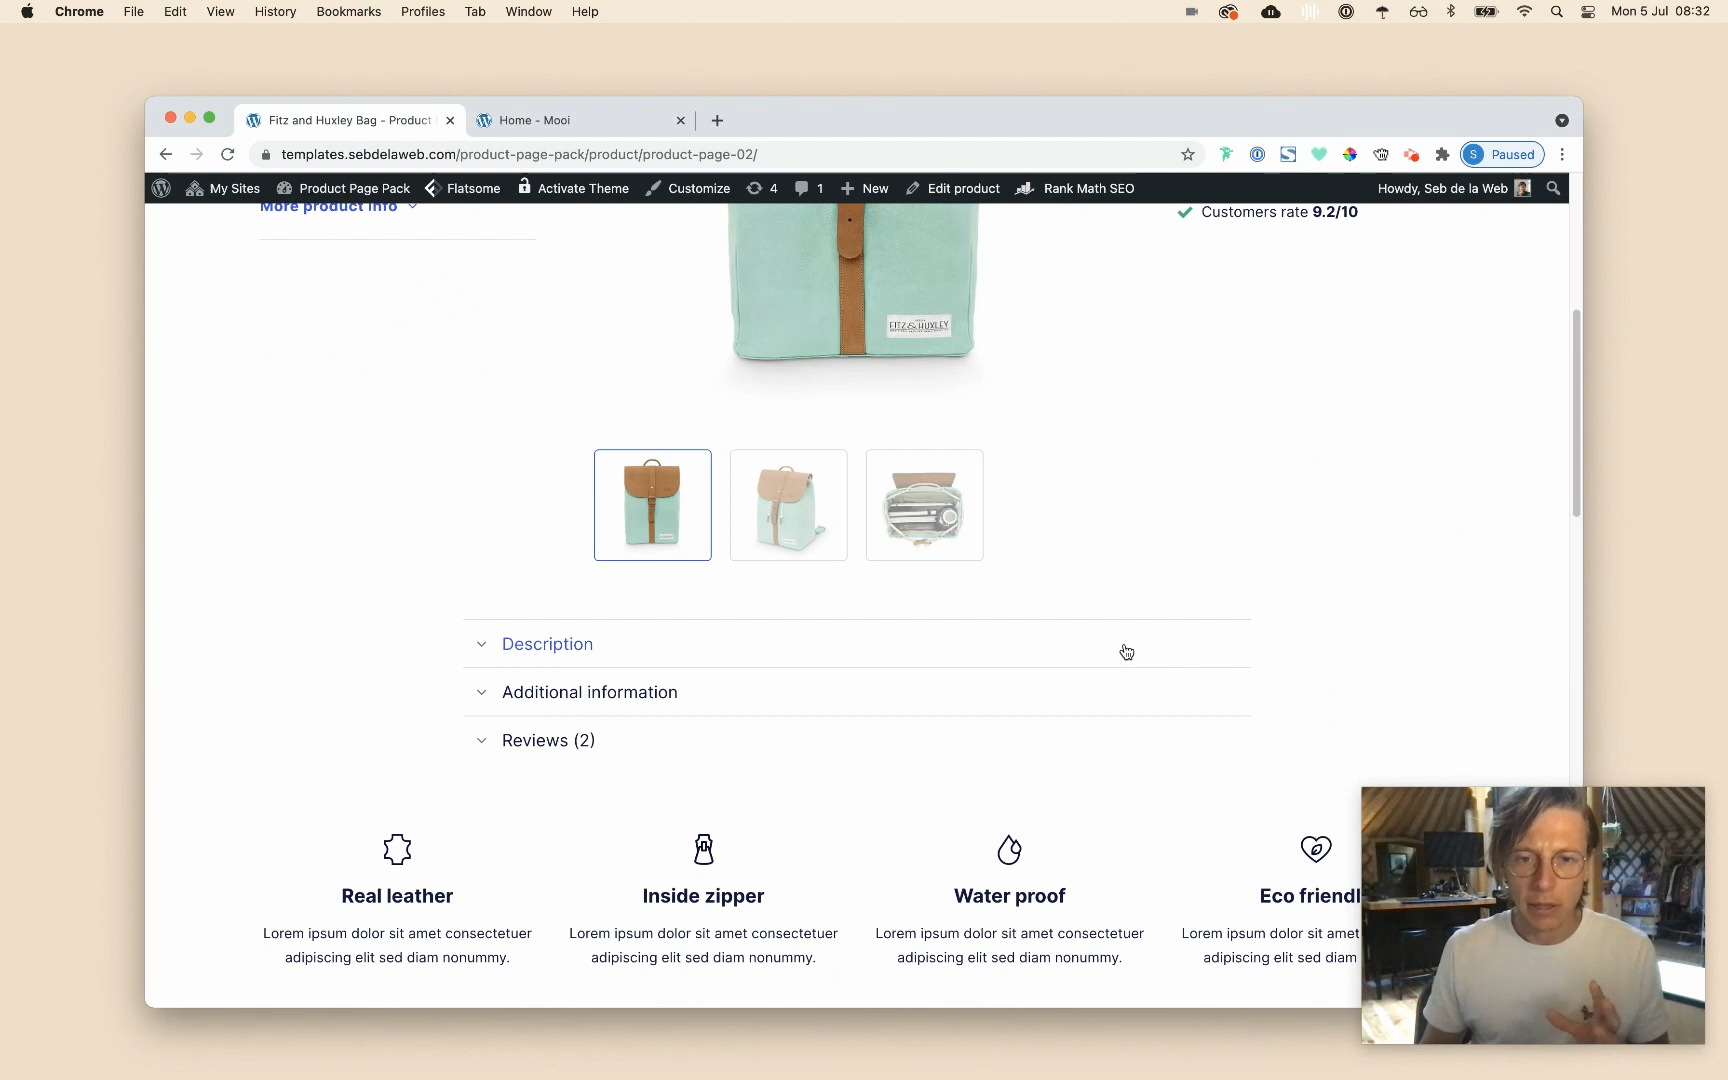 Chrome File Edit View History Bookmarks Profiles Tab Window Help Mon 5 Jul 08:32
Fitz and Huxley Bag - Product Home - Mooi
templates.sebdelaweb.com/product-page-pack/product/product-page-02/ S Paused
My Sites Product Page Pack Flatsome Activate Theme Customize 4 1 New Edit product Rank Math SEO Howdy, Seb de la Web
More product info
Customers rate 9.2/10
FITZ & HUXLEY
Description
Additional information
Reviews (2)
Real leather
Lorem ipsum dolor sit amet consectetuer
adipiscing elit sed diam nonummy.
Inside zipper
Lorem ipsum dolor sit amet consectetuer
adipiscing elit sed diam nonummy.
Water proof
Lorem ipsum dolor sit amet consectetuer
adipiscing elit sed diam nonummy.
Eco friendl
Lorem ipsum dolor sit amet
adipiscing elit sed diam